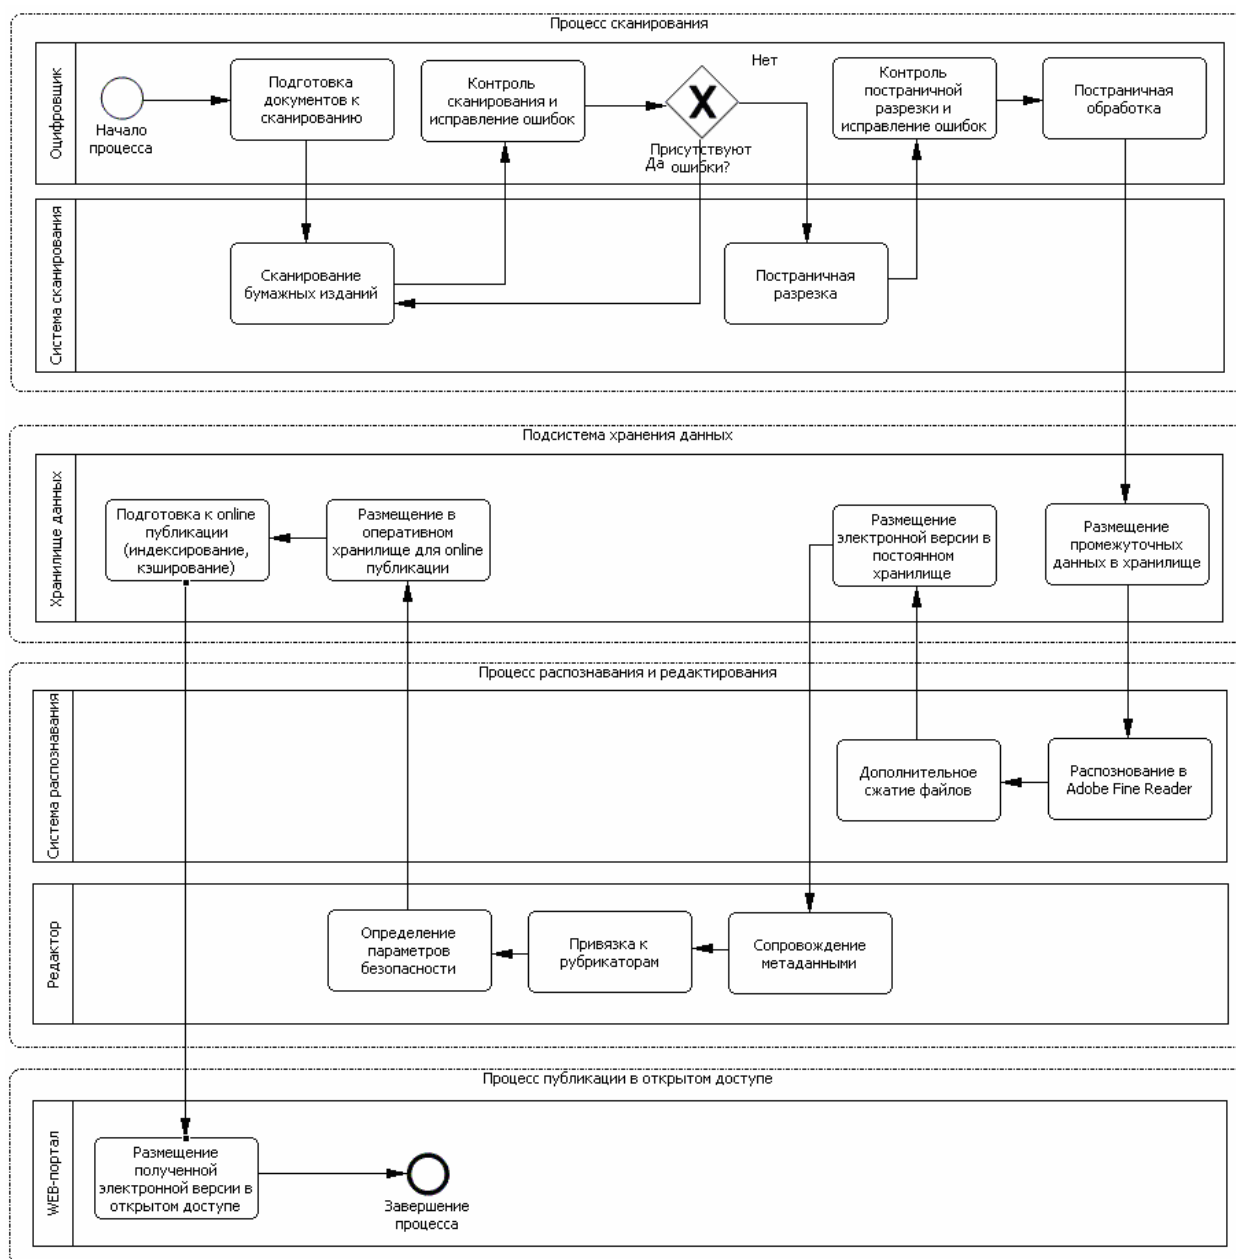 Процесс сканирования
Оцифровщик
Начало
процесса
Подготовка
документов к
сканированию
Контроль
сканирования и
исправление ошибок
Нет
X
Присутствуют
ошибки?
Да
Контроль
постраничной
разрезки и
исправление ошибок
Постраничная
обработка
Система сканирования
Сканирование
бумажных изданий
Постраничная
разрезка
Подсистема хранения данных
Хранилище данных
Подготовка к online
публикации
(индексирование,
кэширование)
Размещение в
оперативном
хранилище для online
публикации
Размещение
электронной версии в
постоянном
хранилище
Размещение
промежуточных
данных в хранилище
Процесс распознавания и редактирования
Система распознавания
Дополнительное
сжатие файлов
Распознование в
Adobe Fine Reader
Редактор
Определение
параметров
безопасности
Привязка к
рубрикаторам
Сопровождение
метаданными
Процесс публикации в открытом доступе
WEB-портал
Размещение
полученной
электронной версии в
открытом доступе
Завершение
процесса